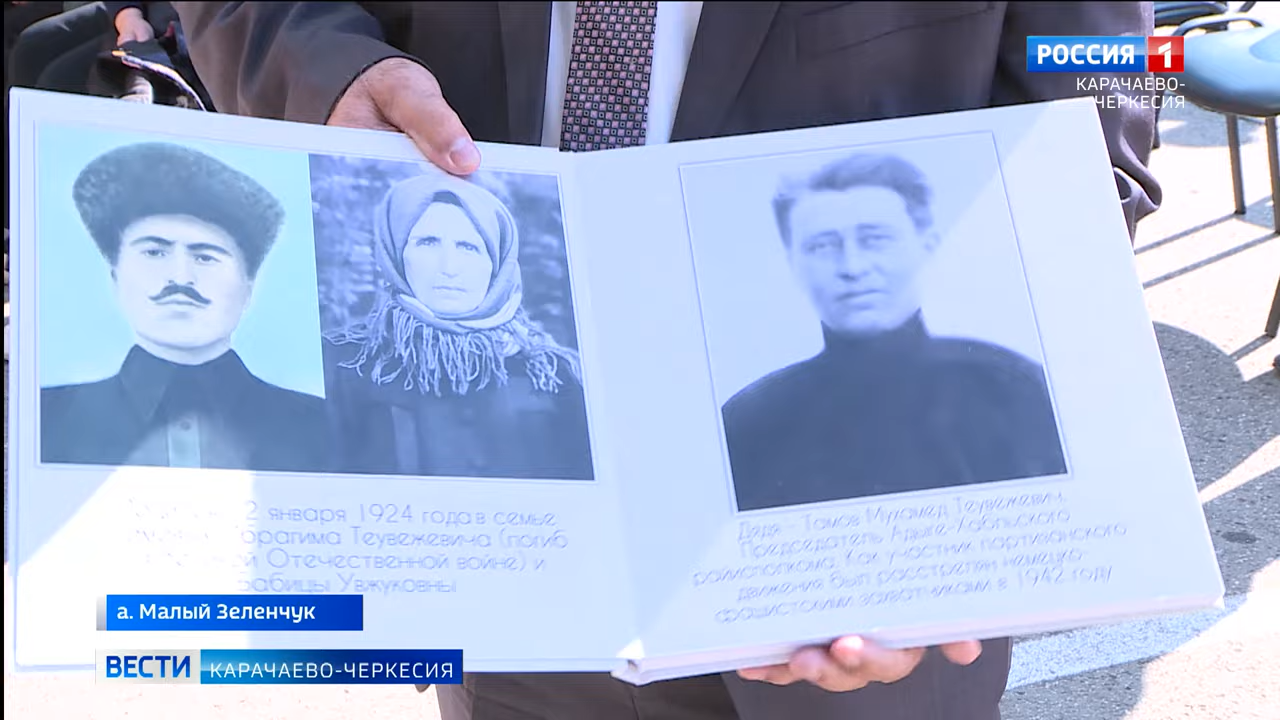 РОССИЯ 1
КАРАЧАЕВО-
ЧЕРКЕСИЯ
2 января 1924 года в семье
Теувежевича (погиб
Отечественной войне) и
Увжуковны
Дядя - Тамов Мухамед Теувежевич.
Председатель Адыге-Хабльского
райисполкома. Как участник партизанского
движения был расстрелян немецко-
фашистскими захватчиками в 1942 году
а. Малый Зеленчук
ВЕСТИ КАРАЧАЕВО-ЧЕРКЕСИЯ